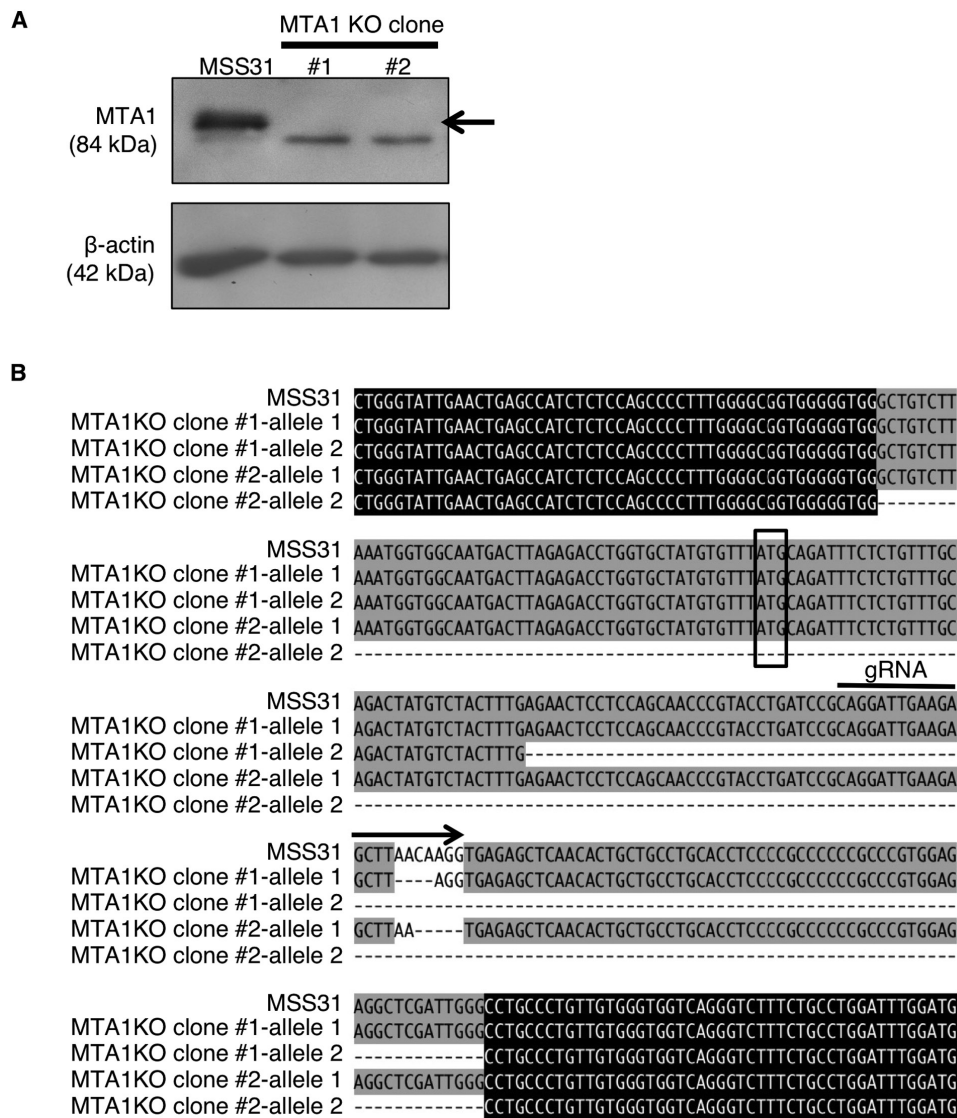 A
MTA1 KO clone
MSS31 #1 #2
MTA1
(84 kDa)
β-actin
(42 kDa)
B
MSS31 CTGGGTATTGAACTGAGCCATCTCTCCAGCCCCTTTGGGGCGGTGGGGGTGGGCTGTCTT
MTA1KO clone #1-allele 1 CTGGGTATTGAACTGAGCCATCTCTCCAGCCCCTTTGGGGCGGTGGGGGTGGGCTGTCTT
MTA1KO clone #1-allele 2 CTGGGTATTGAACTGAGCCATCTCTCCAGCCCCTTTGGGGCGGTGGGGGTGGGCTGTCTT
MTA1KO clone #2-allele 1 CTGGGTATTGAACTGAGCCATCTCTCCAGCCCCTTTGGGGCGGTGGGGGTGGGCTGTCTT
MTA1KO clone #2-allele 2 CTGGGTATTGAACTGAGCCATCTCTCCAGCCCCTTTGGGGCGGTGGGGGTGG--------
MSS31 AAATGGTGGCAATGACTTAGAGACCTGGTGCTATGTGTTTATGCAGATTTCTCTGTTTGC
MTA1KO clone #1-allele 1 AAATGGTGGCAATGACTTAGAGACCTGGTGCTATGTGTTTATGCAGATTTCTCTGTTTGC
MTA1KO clone #1-allele 2 AAATGGTGGCAATGACTTAGAGACCTGGTGCTATGTGTTTATGCAGATTTCTCTGTTTGC
MTA1KO clone #2-allele 1 AAATGGTGGCAATGACTTAGAGACCTGGTGCTATGTGTTTATGCAGATTTCTCTGTTTGC
MTA1KO clone #2-allele 2 ------------------------------------------------------------
gRNA
MSS31 AGACTATGTCTACTTTGAGAACTCCTCCAGCAACCCGTACCTGATCCGCAGGATTGAAGA
MTA1KO clone #1-allele 1 AGACTATGTCTACTTTGAGAACTCCTCCAGCAACCCGTACCTGATCCGCAGGATTGAAGA
MTA1KO clone #1-allele 2 AGACTATGTCTACTTTG-------------------------------------------
MTA1KO clone #2-allele 1 AGACTATGTCTACTTTGAGAACTCCTCCAGCAACCCGTACCTGATCCGCAGGATTGAAGA
MTA1KO clone #2-allele 2 ------------------------------------------------------------
MSS31 GCTTAACAAGGTGAGAGCTCAACACTGCTGCCTGCACCTCCCCGCCCCCCGCCCGTGGAG
MTA1KO clone #1-allele 1 GCTT----AGGTGAGAGCTCAACACTGCTGCCTGCACCTCCCCGCCCCCCGCCCGTGGAG
MTA1KO clone #1-allele 2 ------------------------------------------------------------
MTA1KO clone #2-allele 1 GCTTAA-----TGAGAGCTCAACACTGCTGCCTGCACCTCCCCGCCCCCCGCCCGTGGAG
MTA1KO clone #2-allele 2 ------------------------------------------------------------
MSS31 AGGCTCGATTGGGCCTGCCCTGTTGTGGGTGGTCAGGGTCTTTCTGCCTGGATTTGGATG
MTA1KO clone #1-allele 1 AGGCTCGATTGGGCCTGCCCTGTTGTGGGTGGTCAGGGTCTTTCTGCCTGGATTTGGATG
MTA1KO clone #1-allele 2 -------------CCTGCCCTGTTGTGGGTGGTCAGGGTCTTTCTGCCTGGATTTGGATG
MTA1KO clone #2-allele 1 AGGCTCGATTGGGCCTGCCCTGTTGTGGGTGGTCAGGGTCTTTCTGCCTGGATTTGGATG
MTA1KO clone #2-allele 2 -------------CCTGCCCTGTTGTGGGTGGTCAGGGTCTTTCTGCCTGGATTTGGATG